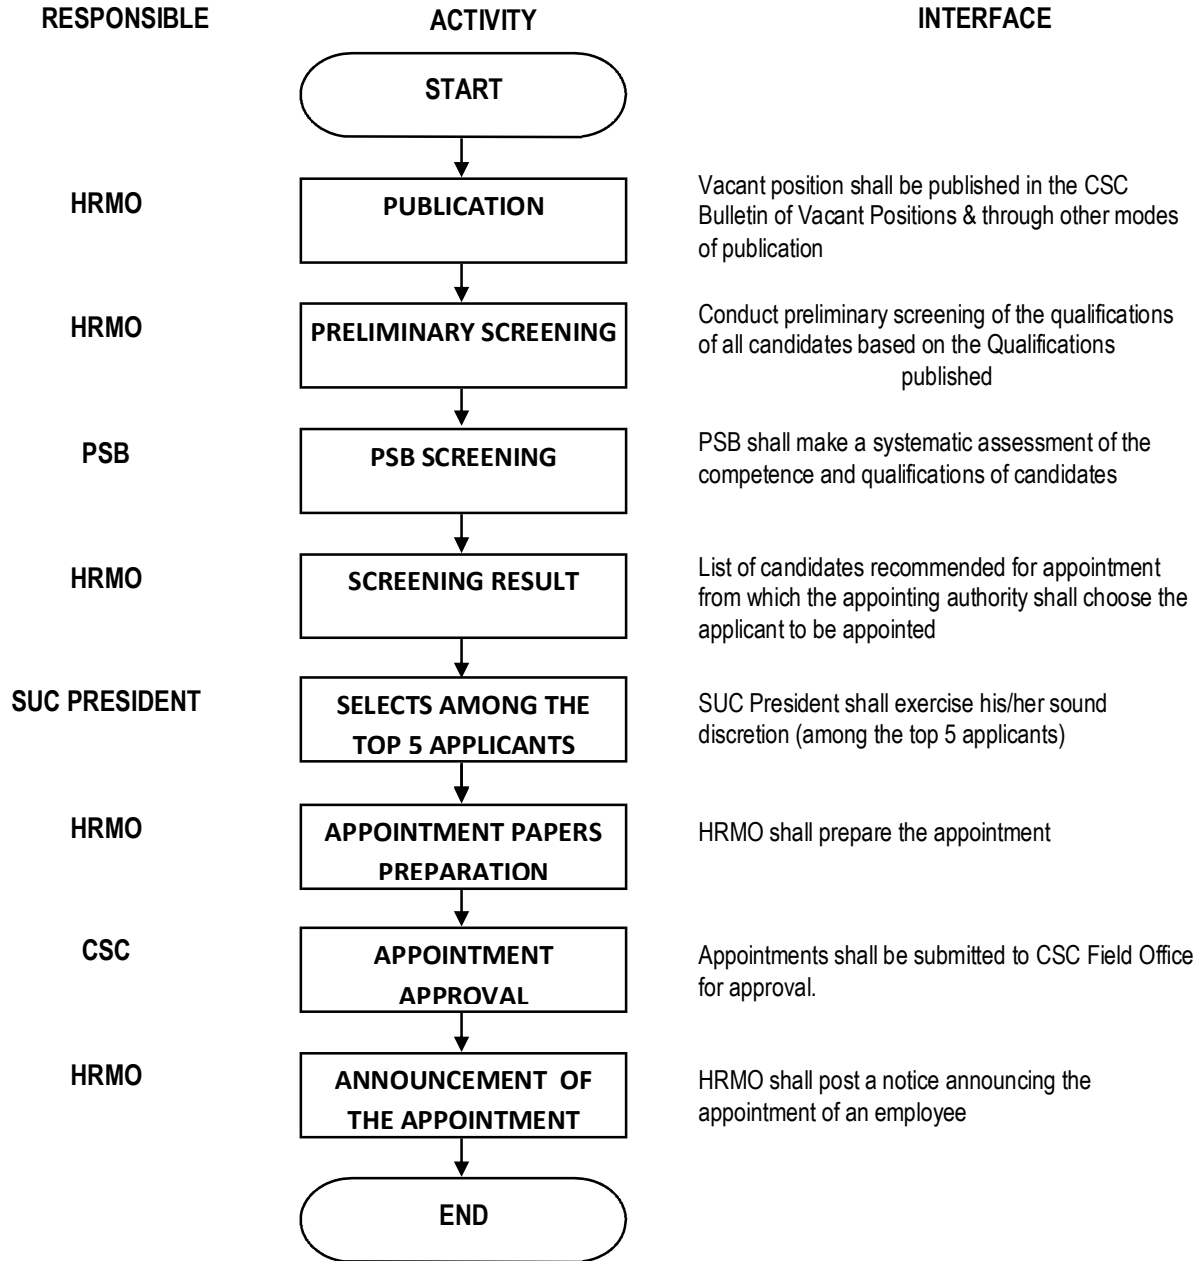 RESPONSIBLE ACTIVITY INTERFACE
START
HRMO
PUBLICATION
Vacant position shall be published in the CSC
Bulletin of Vacant Positions & through other modes
of publication
HRMO
PRELIMINARY SCREENING
Conduct preliminary screening of the qualifications
of all candidates based on the Qualifications
published
PSB
PSB SCREENING
PSB shall make a systematic assessment of the
competence and qualifications of candidates
HRMO
SCREENING RESULT
List of candidates recommended for appointment
from which the appointing authority shall choose the
applicant to be appointed
SUC PRESIDENT
SELECTS AMONG THE
TOP 5 APPLICANTS
SUC President shall exercise his/her sound
discretion (among the top 5 applicants)
HRMO
APPOINTMENT PAPERS
PREPARATION
HRMO shall prepare the appointment
CSC
APPOINTMENT
APPROVAL
Appointments shall be submitted to CSC Field Office
for approval.
HRMO
ANNOUNCEMENT OF
THE APPOINTMENT
HRMO shall post a notice announcing the
appointment of an employee
END